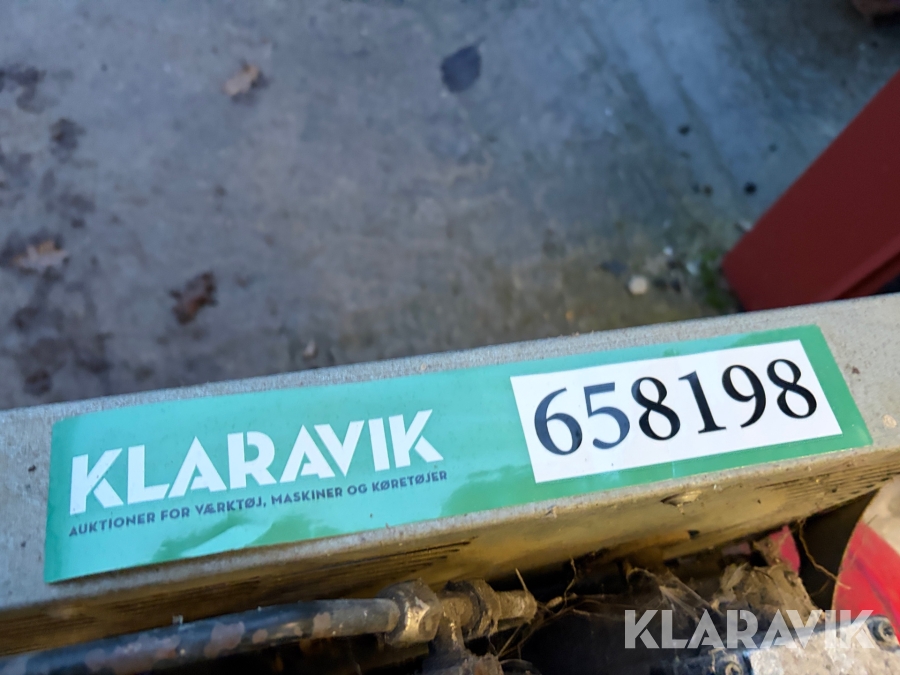 KLARAVIK
AUKTIONER FOR VÆRKTØJ, MASKINER OG KØRETØJER
658198
KLARAVIK